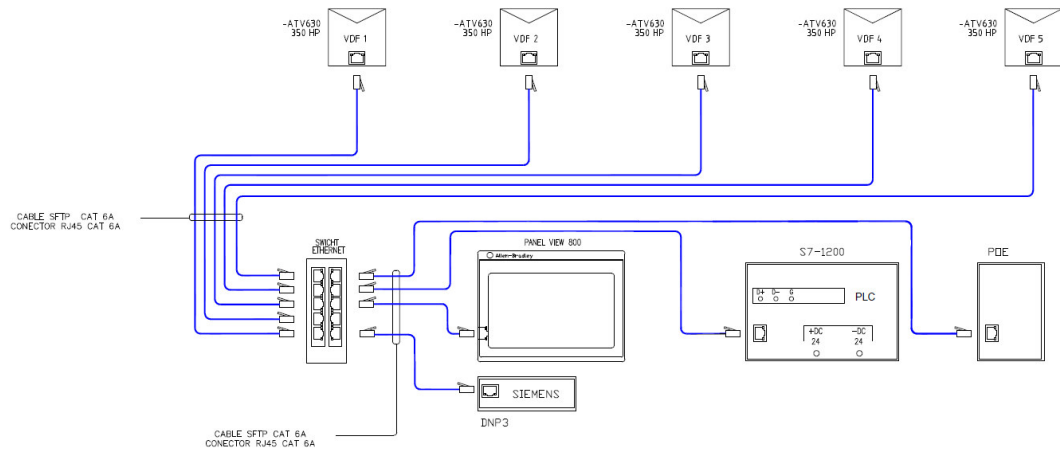 -ATV630
350 HP
VDF 1
-ATV630
350 HP
VDF 2
-ATV630
350 HP
VDF 3
-ATV630
350 HP
VDF 4
-ATV630
350 HP
VDF 5
CABLE SFTP CAT 6A
CONECTOR RJ45 CAT 6A
SWICHT
ETHERNET
PANEL VIEW 800
Allen-Bradley
S7-1200
D+ D- G
PLC
+DC
24
-DC
24
POE
SIEMENS
DNP3
CABLE SFTP CAT 6A
CONECTOR RJ45 CAT 6A